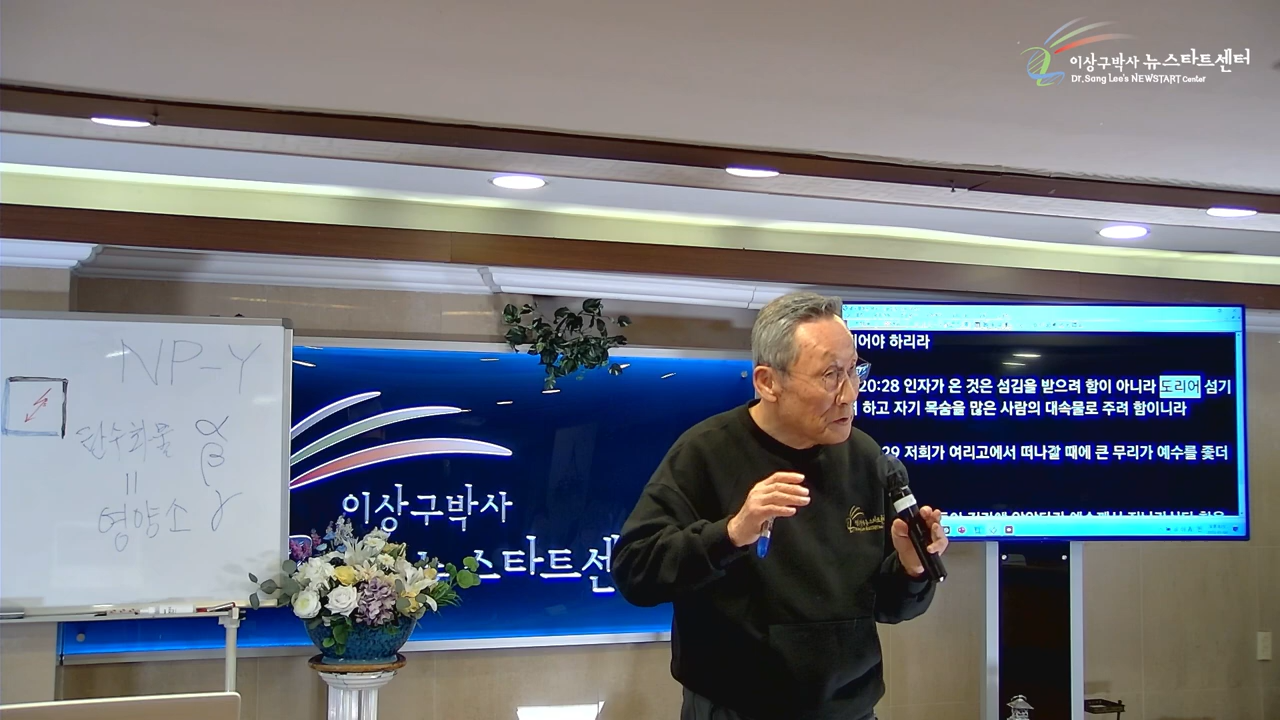 이상구박사 뉴스타트센터
Dr. Sang Lee's NEWSTART Center
NP-Y
탄수화물 α
β
=
영양소 γ
이상구박사
뉴스타트센
이어야 하리라
20:28 인자가 온 것은 섬김을 받으려 함이 아니라 도리어 섬기
하고 자기 목숨을 많은 사람의 대속물로 주려 함이니라
29 저희가 여리고에서 떠나갈 때에 큰 무리가 예수를 좇더